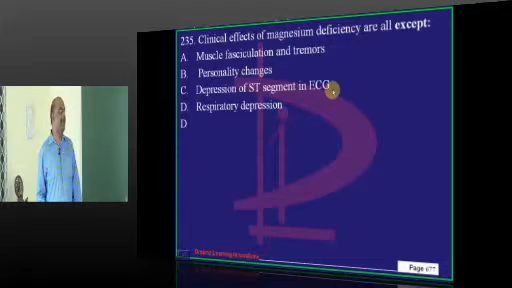 235. Clinical effects of magnesium deficiency are all except:
A. Muscle fasciculation and tremors
B. Personality changes
C. Depression of ST segment in ECG
D. Respiratory depression
D
Page 677